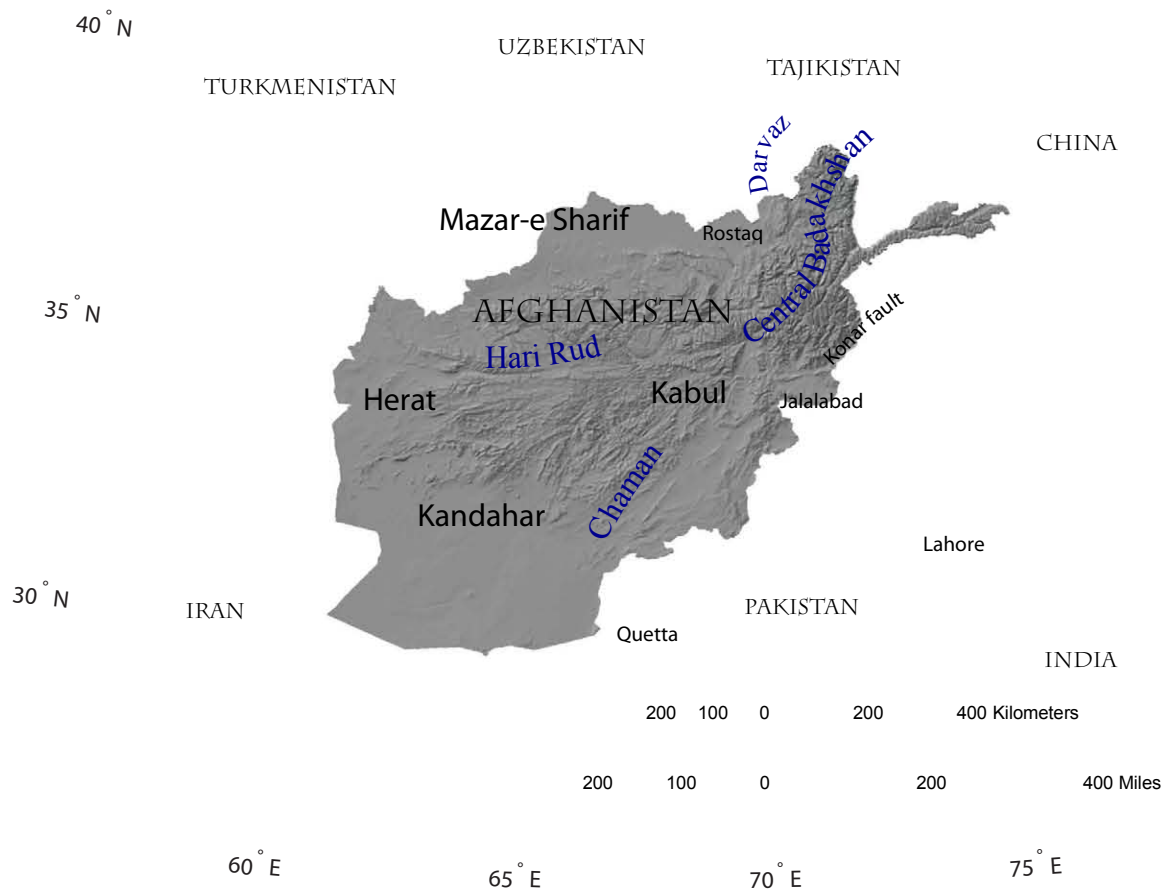 40° N
UZBEKISTAN
TAJIKISTAN
TURKMENISTAN
Darvaz
CHINA
Mazar-e Sharif
Rostaq
Central Badakhshan
35° N
AFGHANISTAN
Konar fault
Hari Rud
Herat
Kabul
Jalalabad
Chaman
Kandahar
Lahore
30° N
IRAN
PAKISTAN
Quetta
INDIA
200 100 0 200 400 Kilometers
200 100 0 200 400 Miles
60° E
65° E
70° E
75° E